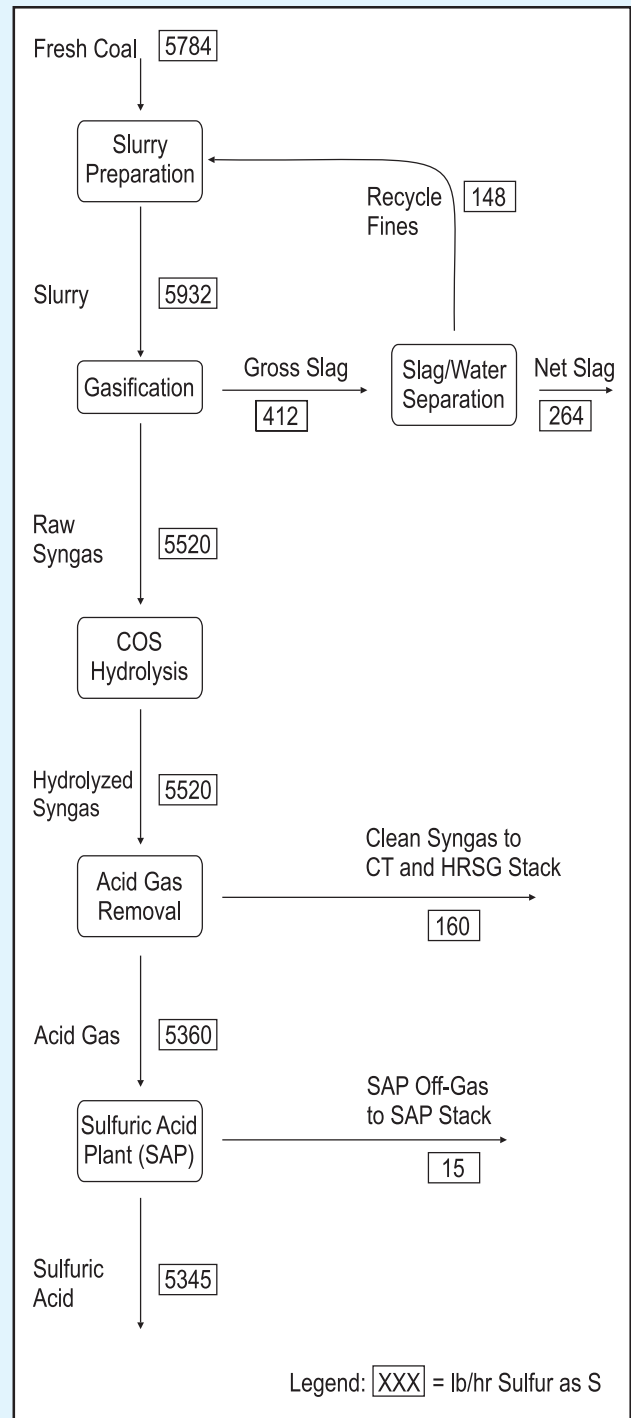 Fresh Coal 5784
Slurry
Preparation
Recycle
Fines
148
Slurry 5932
Gasification
Gross Slag
412
Slag/Water
Separation
Net Slag
264
Raw
Syngas
5520
COS
Hydrolysis
Hydrolyzed
Syngas
5520
Clean Syngas to
CT and HRSG Stack
160
Acid Gas
Removal
Acid Gas 5360
SAP Off-Gas
to SAP Stack
15
Sulfuric Acid
Plant (SAP)
Sulfuric
Acid
5345
Legend: XXX = lb/hr Sulfur as S